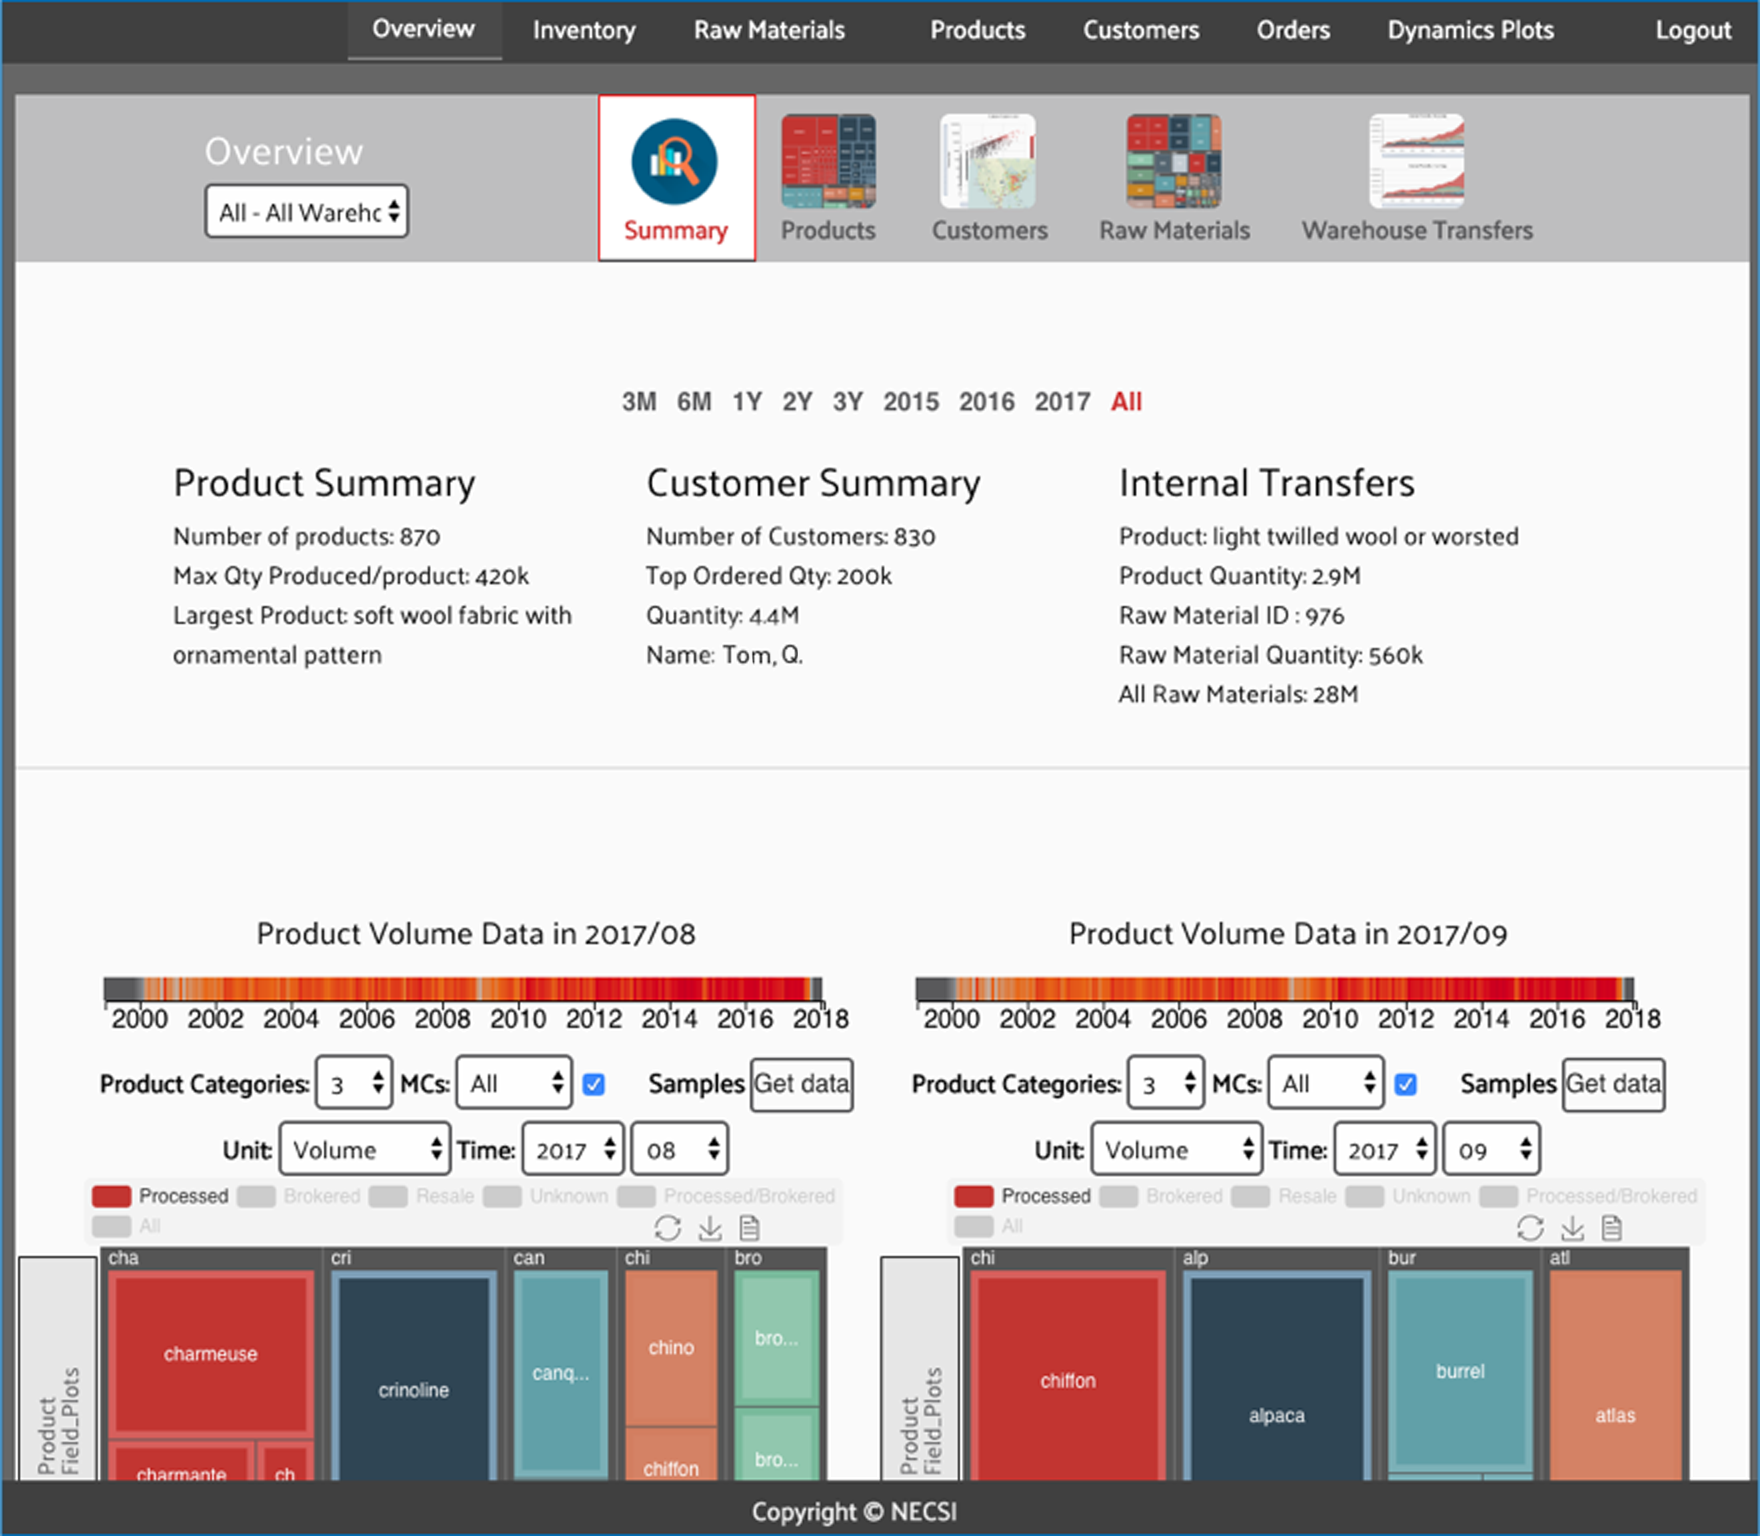 Overview Inventory Raw Materials Products Customers Orders Dynamics Plots Logout
Overview
All - All Warehc
Summary Products Customers Raw Materials Warehouse Transfers
3M 6M 1Y 2Y 3Y 2015 2016 2017 All
Product Summary
Number of products: 870
Max Qty Produced/product: 420k
Largest Product: soft wool fabric with
ornamental pattern
Customer Summary
Number of Customers: 830
Top Ordered Qty: 200k
Quantity: 4.4M
Name: Tom, Q.
Internal Transfers
Product: light twilled wool or worsted
Product Quantity: 2.9M
Raw Material ID : 976
Raw Material Quantity: 560k
All Raw Materials: 28M
Product Volume Data in 2017/08
2000 2002 2004 2006 2008 2010 2012 2014 2016 2018
Product Categories: 3 MCs: All Samples Get data
Unit: Volume Time: 2017 08
Processed Brokered Resale Unknown Processed/Brokered
All
cha cri can chi bro
charmeuse
crinoline
canq...
chino
bro...
charmante ch
chiffon
bro...
Product
Field_Plots
Product Volume Data in 2017/09
2000 2002 2004 2006 2008 2010 2012 2014 2016 2018
Product Categories: 3 MCs: All Samples Get data
Unit: Volume Time: 2017 09
Processed Brokered Resale Unknown Processed/Brokered
All
chi alp bur atl
chiffon
alpaca
burrel
atlas
Product
Field_Plots
Copyright © NECSI